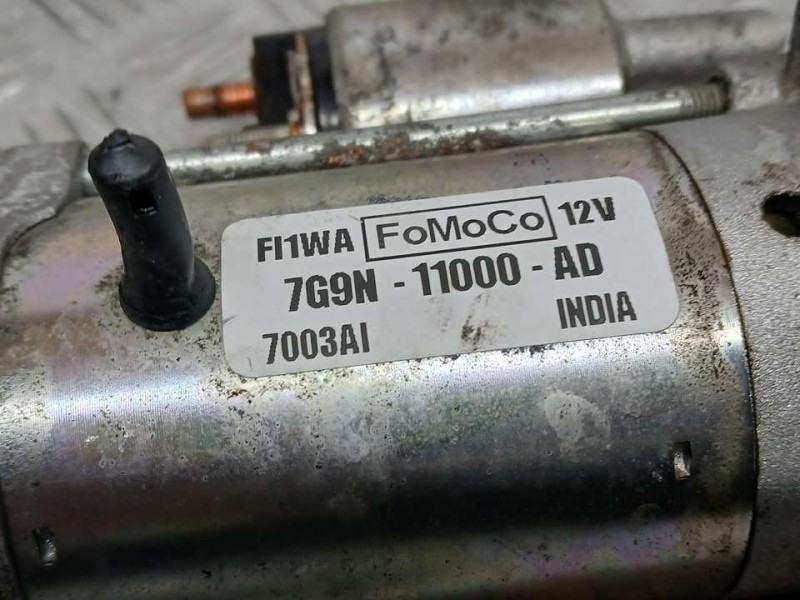 FI1WA FoMoCo 12V
7G9N - 11000 - AD
7003AI INDIA